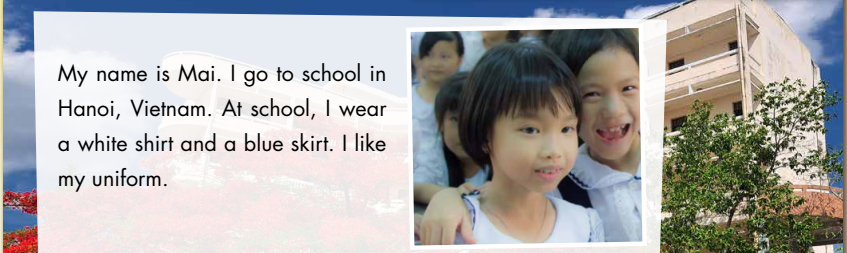 My name is Mai. I go to school in
Hanoi, Vietnam. At school, I wear
a white shirt and a blue skirt. I like
my uniform.